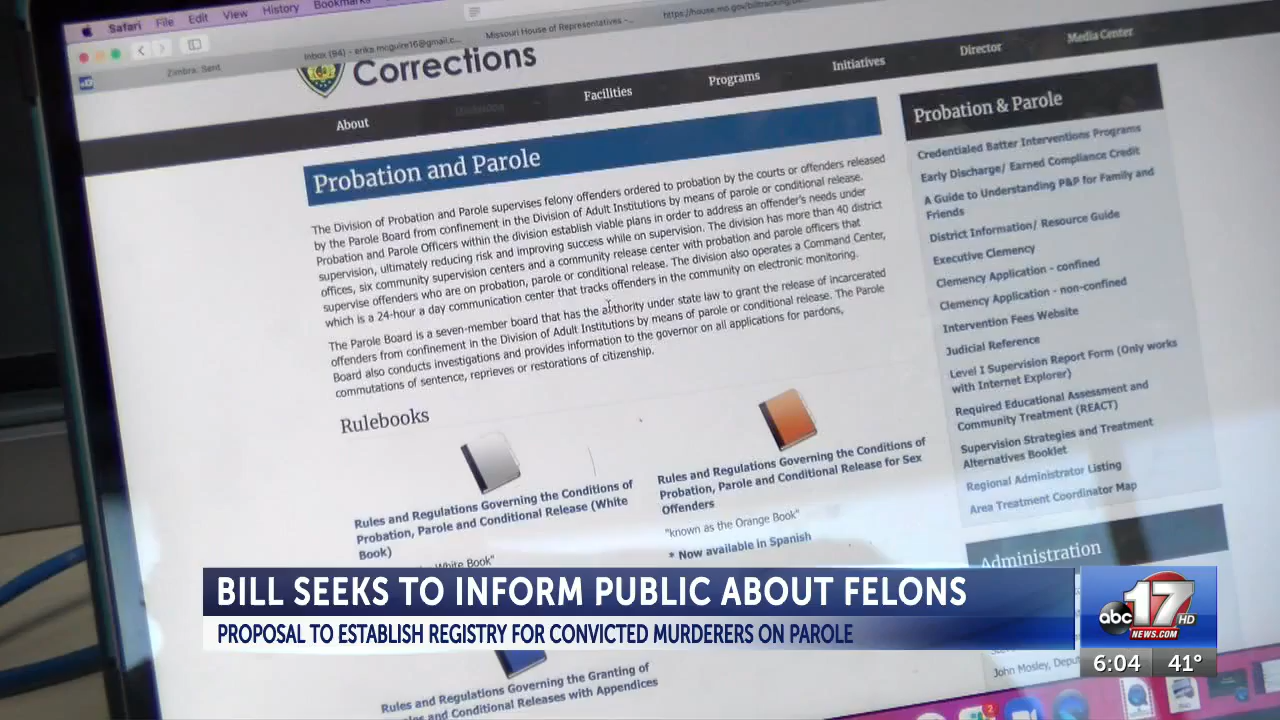 Safari File Edit View History Bookmarks
Missouri House of Representatives –...
Inbox (94) – erika.mcguire16@gmail.c...
Zimbra: Sent
Corrections
About
Facilities
Programs
Initiatives
Director
Media Center
Probation and Parole
The Division of Probation and Parole supervises felony offenders ordered to probation by the courts or offenders released
by the Parole Board from confinement in the Division of Adult Institutions by means of parole or conditional release.
Probation and Parole Officers within the division establish viable plans in order to address an offender's needs under
supervision, ultimately reducing risk and improving success while on supervision. The division has more than 40 district
offices, six community supervision centers and a community release center with probation and parole officers that
supervise offenders who are on probation, parole or conditional release. The division also operates a Command Center,
which is a 24-hour a day communication center that tracks offenders in the community on electronic monitoring.
The Parole Board is a seven-member board that has the authority under state law to grant the release of incarcerated
offenders from confinement in the Division of Adult Institutions by means of parole or conditional release. The Parole
Board also conducts investigations and provides information to the governor on all applications for pardons,
commutations of sentence, reprieves or restorations of citizenship.
Rulebooks
Rules and Regulations Governing the Conditions of
Probation, Parole and Conditional Release (White
Book)
White Book"
Rules and Regulations Governing the Conditions of
Probation, Parole and Conditional Release for Sex
Offenders
"known as the Orange Book"
* Now available in Spanish
Rules and Regulations Governing the Granting of
and Conditional Releases with Appendices
Probation & Parole
Credentialed Batter Interventions Programs
Early Discharge/ Earned Compliance Credit
A Guide to Understanding P&P for Family and
Friends
District Information/ Resource Guide
Executive Clemency
Clemency Application - confined
Clemency Application - non-confined
Intervention Fees Website
Judicial Reference
Level I Supervision Report Form (Only works
with Internet Explorer)
Required Educational Assessment and
Community Treatment (REACT)
Supervision Strategies and Treatment
Alternatives Booklet
Regional Administrator Listing
Area Treatment Coordinator Map
Administration
John Mosley, Deput
BILL SEEKS TO INFORM PUBLIC ABOUT FELONS
PROPOSAL TO ESTABLISH REGISTRY FOR CONVICTED MURDERERS ON PAROLE
abc 17 HD
NEWS.COM
6:04 41°